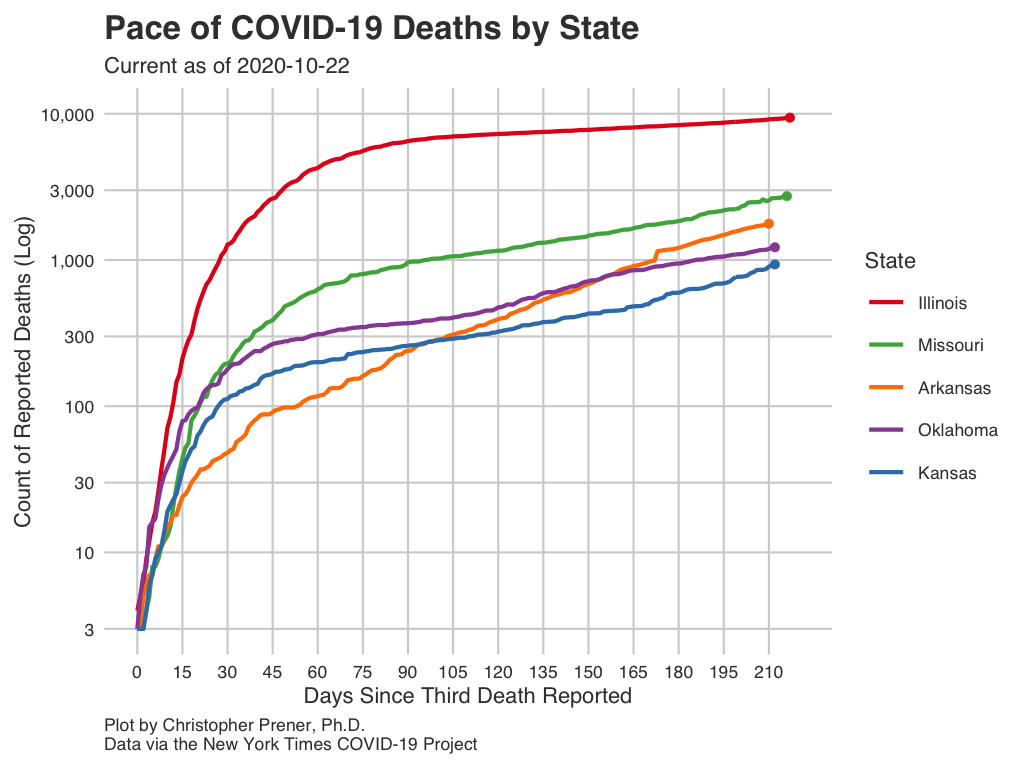 Pace of COVID-19 Deaths by State
Current as of 2020-10-22
Count of Reported Deaths (Log)
10,000
3,000
1,000
300
100
30
10
3
0 15 30 45 60 75 90 105 120 135 150 165 180 195 210
Days Since Third Death Reported
State
Illinois
Missouri
Arkansas
Oklahoma
Kansas
Plot by Christopher Prener, Ph.D.
Data via the New York Times COVID-19 Project